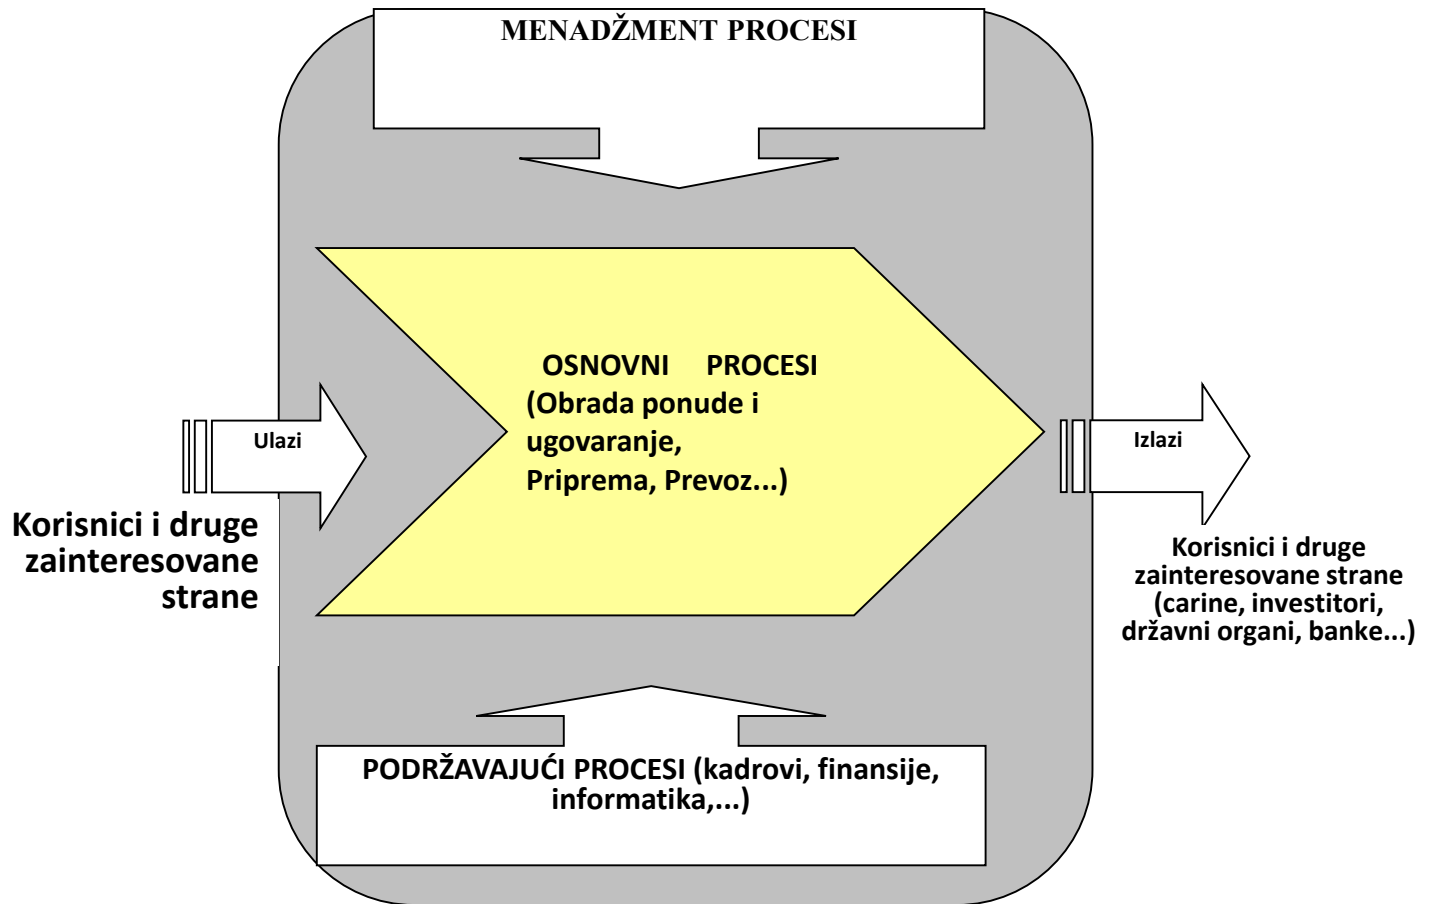 MENADŽMENT PROCESI
OSNOVNI PROCESI
(Obrada ponude i
ugovaranje,
Priprema, Prevoz...)
Ulazi
Korisnici i druge
zainteresovane
strane
Izlazi
Korisnici i druge
zainteresovane strane
(carine, investitori,
državni organi, banke...)
PODRŽAVAJUĆI PROCESI (kadrovi, finansije,
informatika,...)